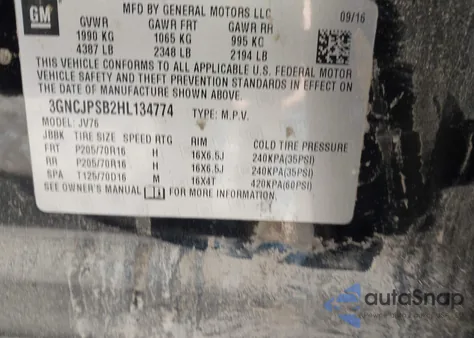 GM
MFD BY GENERAL MOTORS LLC
09/16
GVWR GAWR FRT GAWR RR
1990 KG 1065 KG 995 KG
4387 LB 2348 LB 2194 LB
THIS VEHICLE CONFORMS TO ALL APPLICABLE U.S. FEDERAL MOTOR
VEHICLE SAFETY AND THEFT PREVENTION STANDARDS IN EFFECT ON
THE DATE OF MANUFACTURE SHOWN ABOVE.
3GNCJPSB2HL134774 TYPE: M.P.V.
MODEL: JV76
JBBK TIRE SIZE SPEED RTG RIM COLD TIRE PRESSURE
FRT P205/70R16 H 16X6.5J 240KPA(35PSI)
RR P205/70R16 H 16X6.5J 240KPA(35PSI)
SPA T125/70D16 M 16X4T 420KPA(60PSI)
SEE OWNER'S MANUAL FOR MORE INFORMATION.
autoSnap